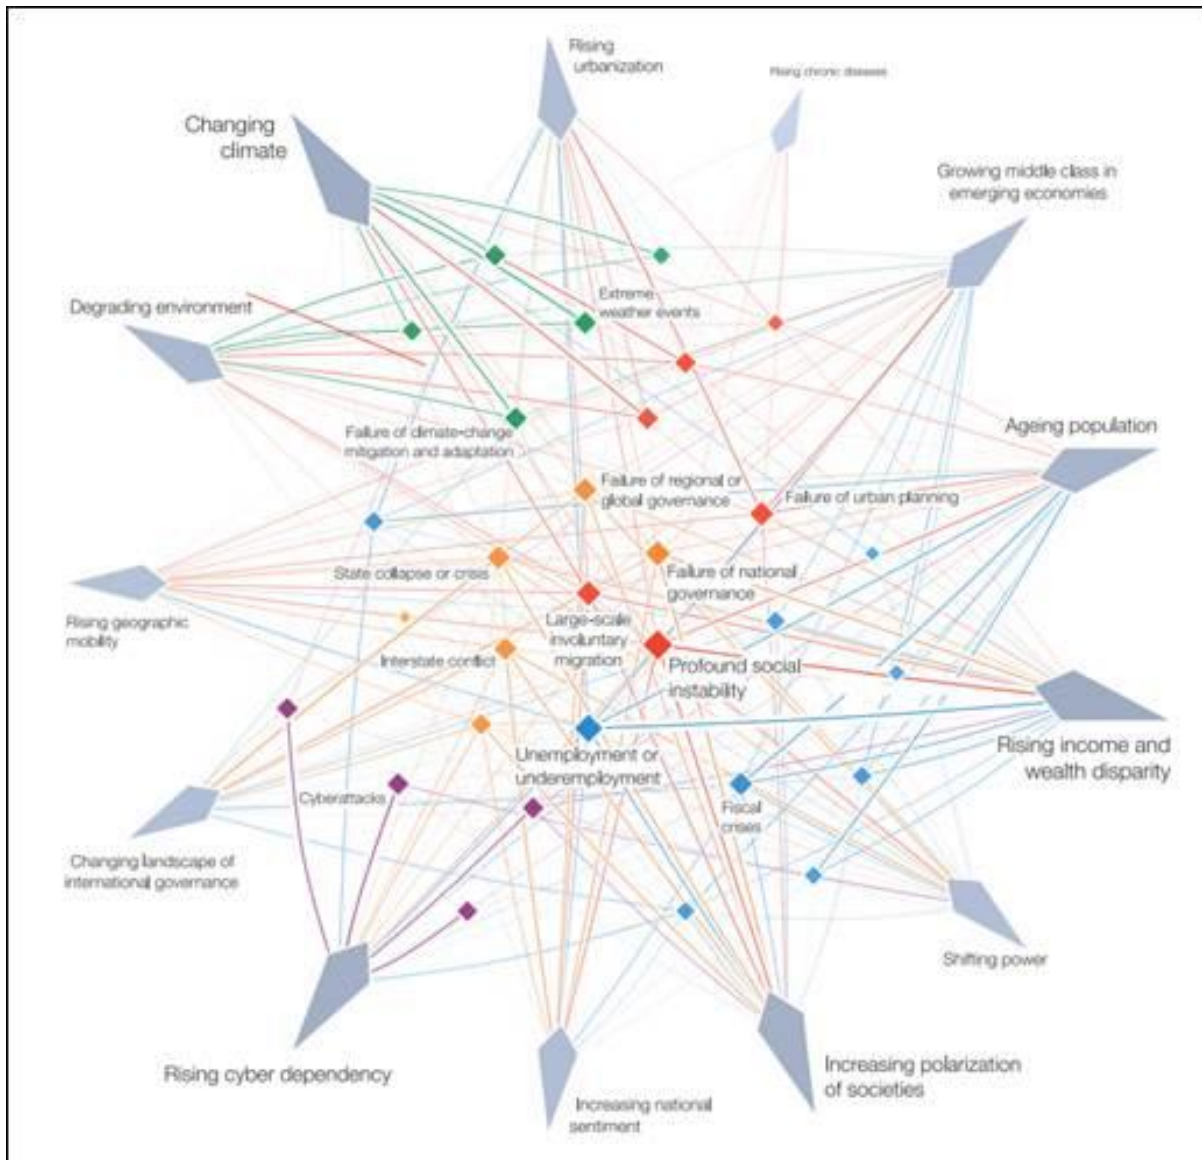 Rising
urbanization
Rising chronic diseases
Changing
climate
Growing middle class in
emerging economies
Degrading environment
Extreme
weather events
Ageing population
Failure of climate-change
mitigation and adaptation
Failure of regional or
global governance
Failure of urban planning
State collapse or crisis
Failure of national
governance
Rising geographic
mobility
Large-scale
involuntary
migration
Interstate conflict
Profound social
instability
Unemployment or
underemployment
Rising income and
wealth disparity
Cyberattacks
Fiscal
crises
Changing landscape of
international governance
Shifting power
Rising cyber dependency
Increasing polarization
of societies
Increasing national
sentiment